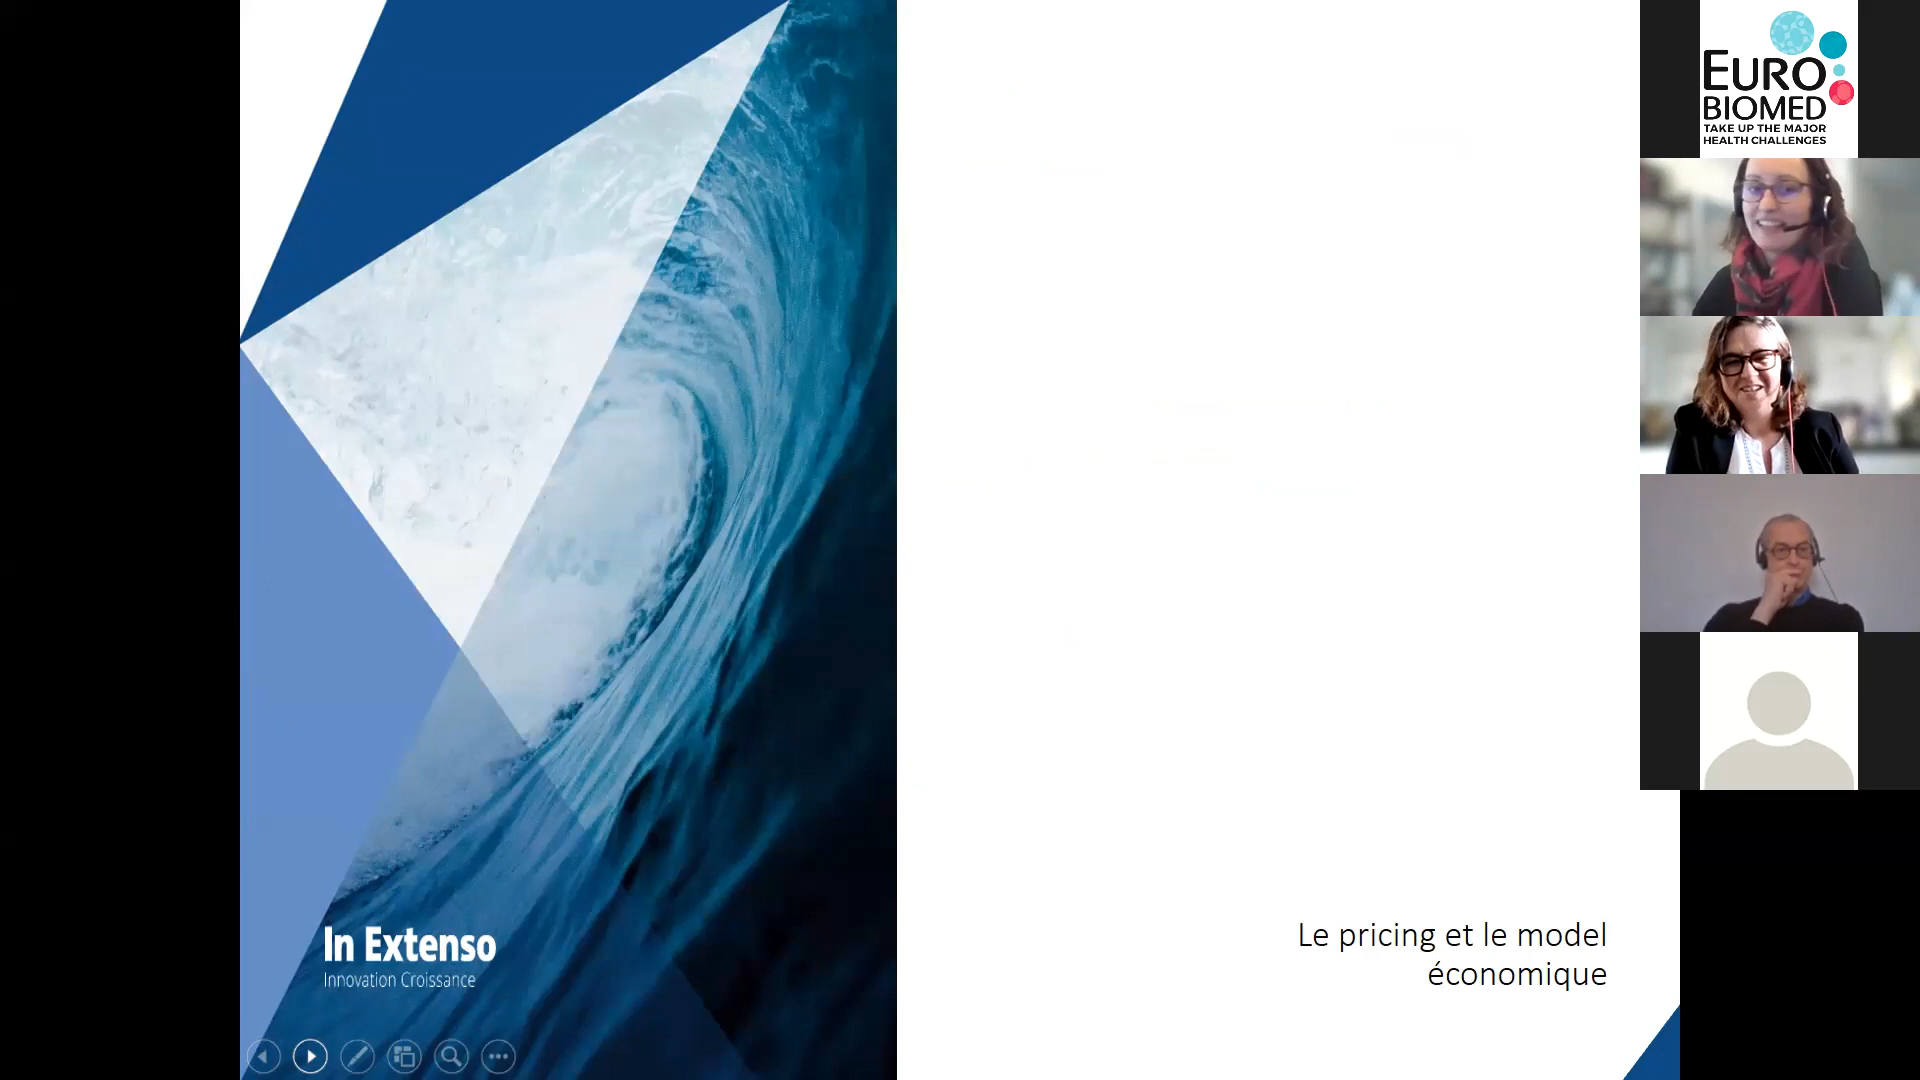 EURO
BIOMED
TAKE UP THE MAJOR
HEALTH CHALLENGES
In Extenso
Innovation Croissance
Le pricing et le model
économique